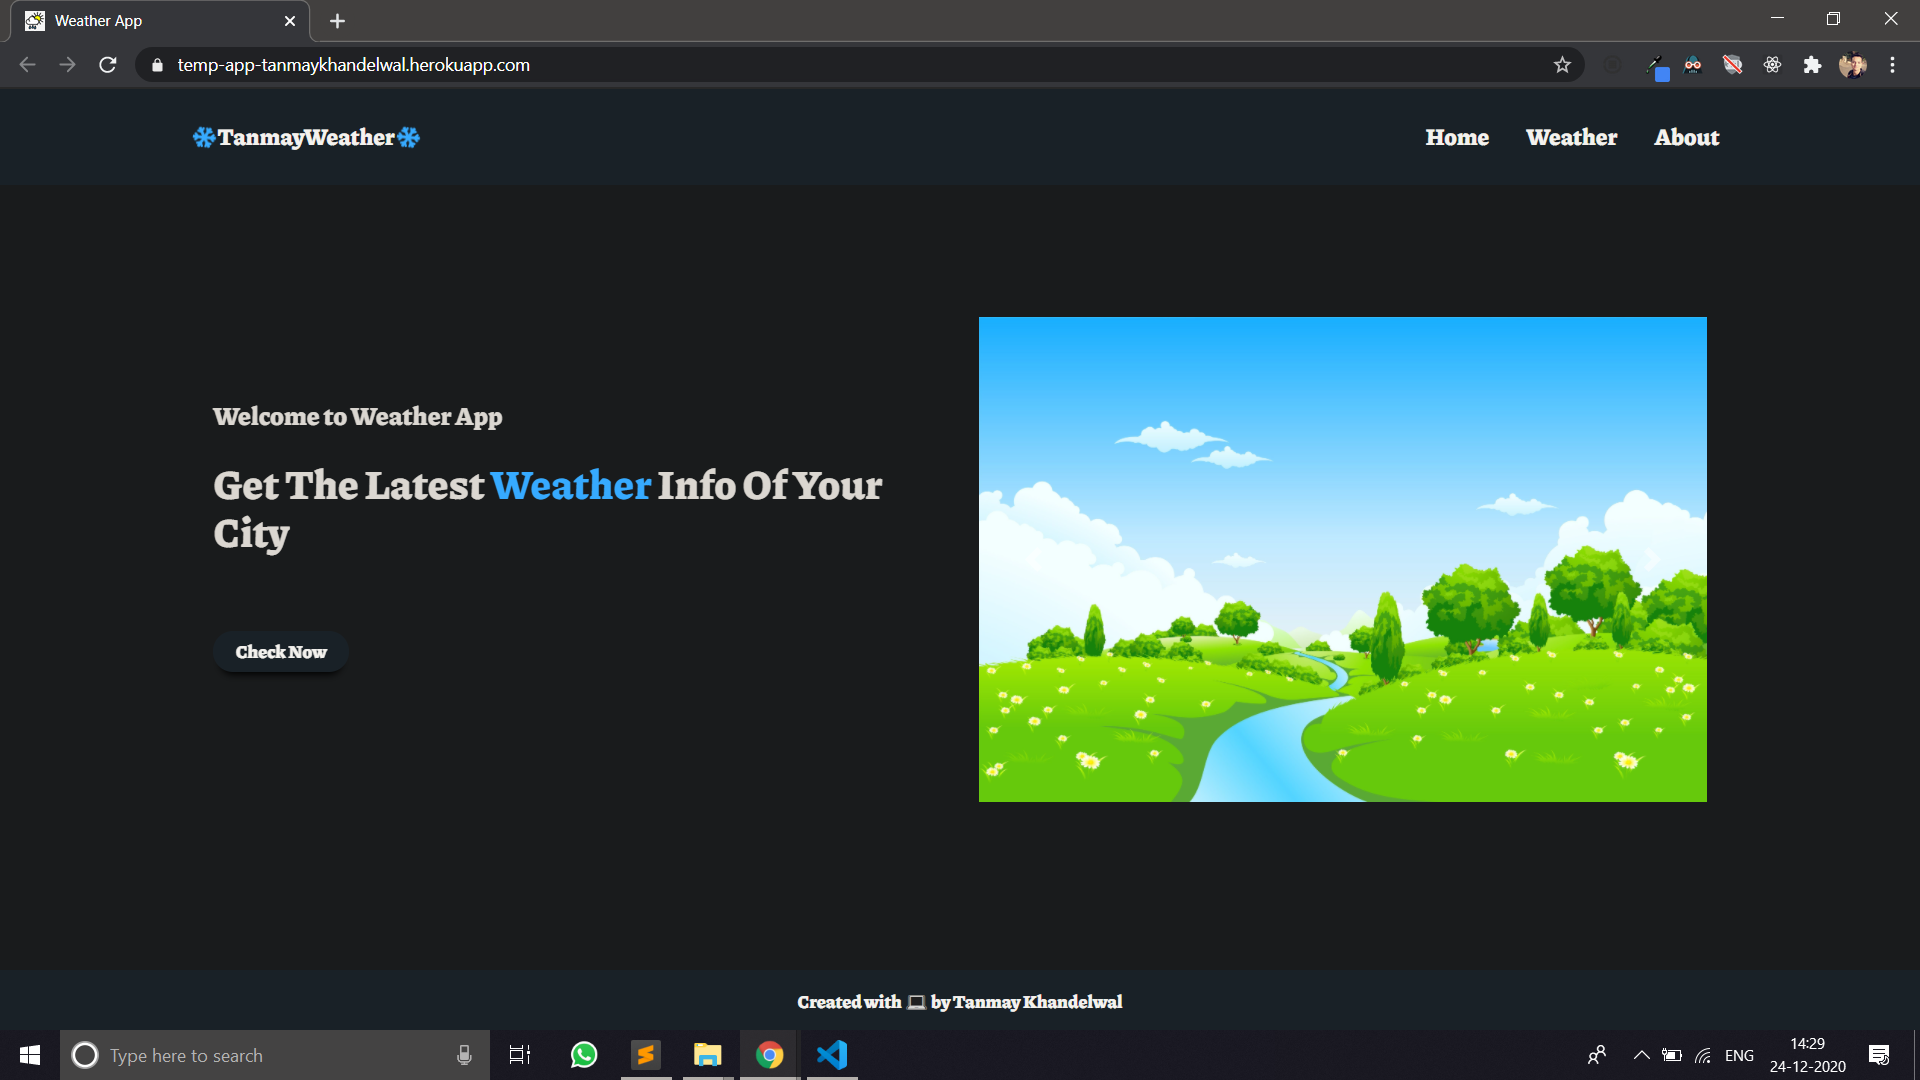 Weather App
temp-app-tanmaykhandelwal.herokuapp.com
❄TanmayWeather❄
Home Weather About
Welcome to Weather App
Get The Latest Weather Info Of Your
City
Check Now
Created with 💻 by Tanmay Khandelwal
Type here to search
ENG
14:29
24-12-2020